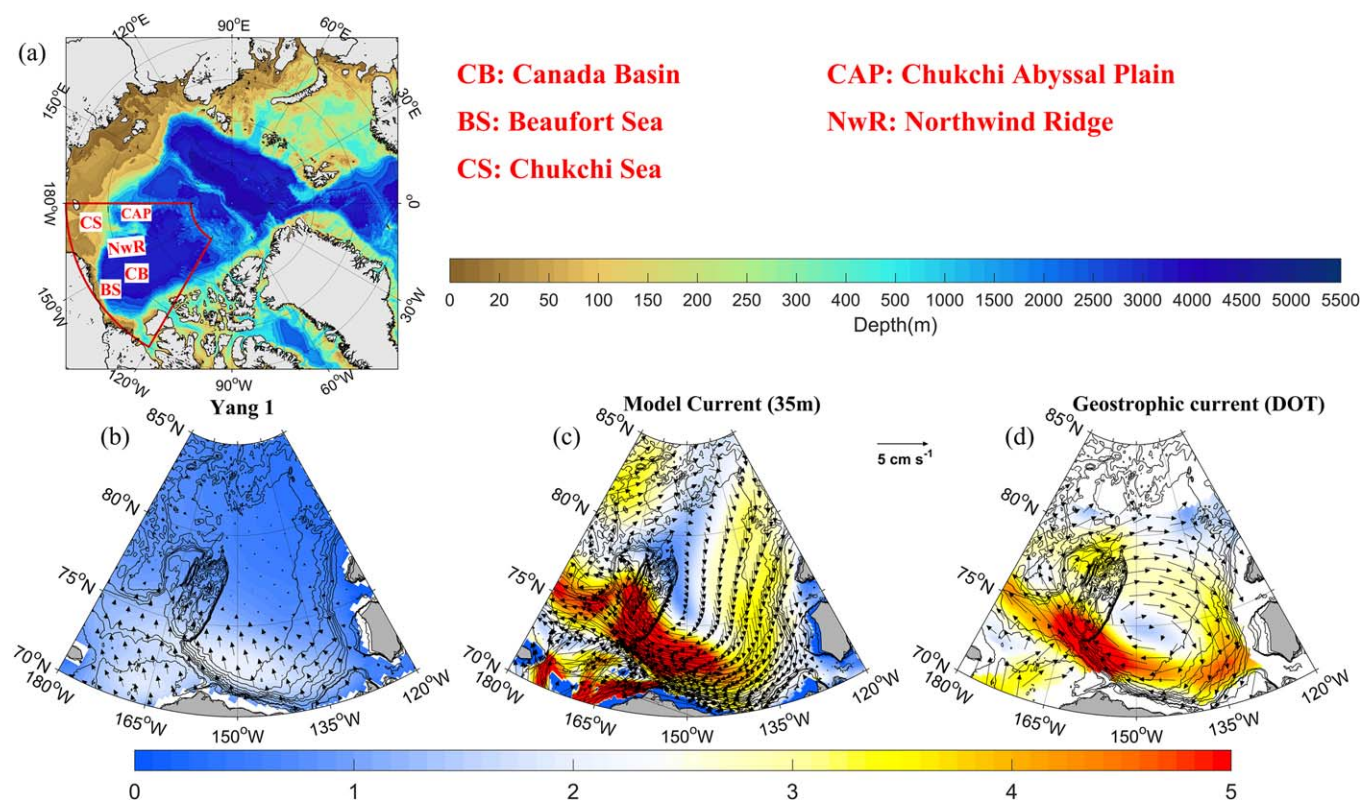 (a)
120°E
90°E
60°E
150°E
30°E
180°W
0°
150°W
30°W
120°W
90°W
60°W
CS
CAP
NwR
CB
BS
CB: Canada Basin
CAP: Chukchi Abyssal Plain
BS: Beaufort Sea
NwR: Northwind Ridge
CS: Chukchi Sea
0 20 50 100 150 200 300 400 500 1000 1500 2000 2500 3000 4000 4500 5000 5500
Depth(m)
Yang 1
(b)
85°N
80°N
75°N
70°N
180°W
165°W
150°W
135°W
120°W
Model Current (35m)
(c)
85°N
80°N
75°N
70°N
180°W
165°W
150°W
135°W
120°W
5 cm s⁻¹
Geostrophic current (DOT)
(d)
85°N
80°N
75°N
70°N
180°W
165°W
150°W
135°W
120°W
0 1 2 3 4 5